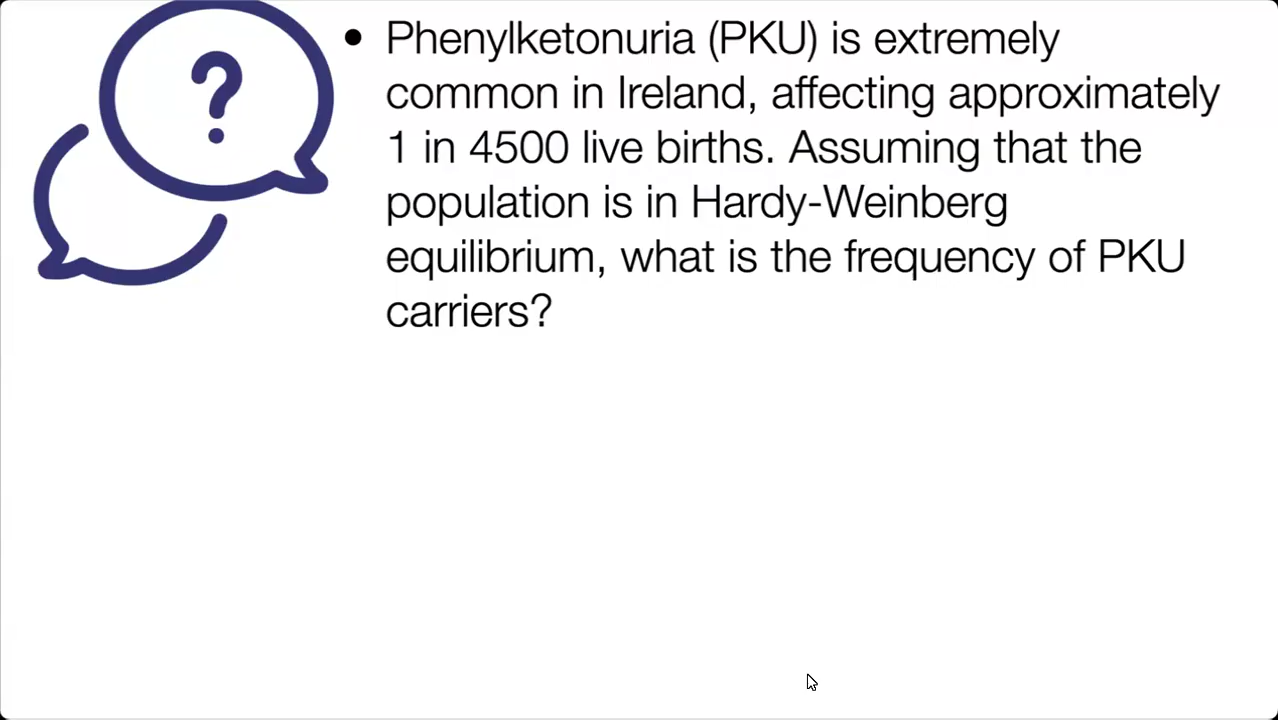 • Phenylketonuria (PKU) is extremely
common in Ireland, affecting approximately
1 in 4500 live births. Assuming that the
population is in Hardy-Weinberg
equilibrium, what is the frequency of PKU
carriers?
?